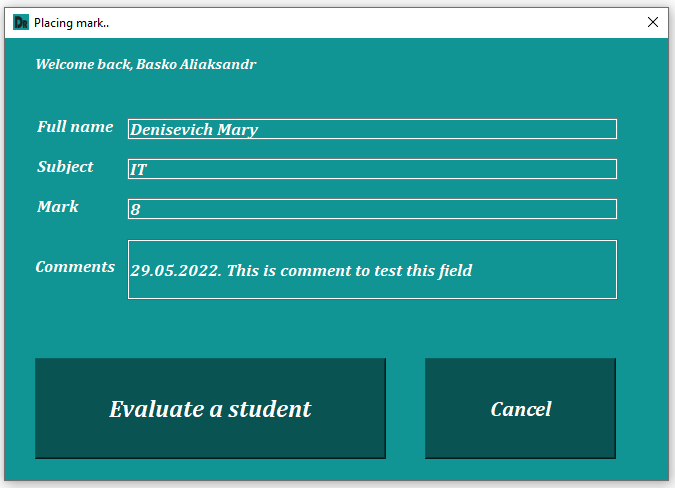 DR Placing mark..
Welcome back, Basko Aliaksandr
Full name Denisevich Mary
Subject IT
Mark 8
Comments 29.05.2022. This is comment to test this field
Evaluate a student Cancel